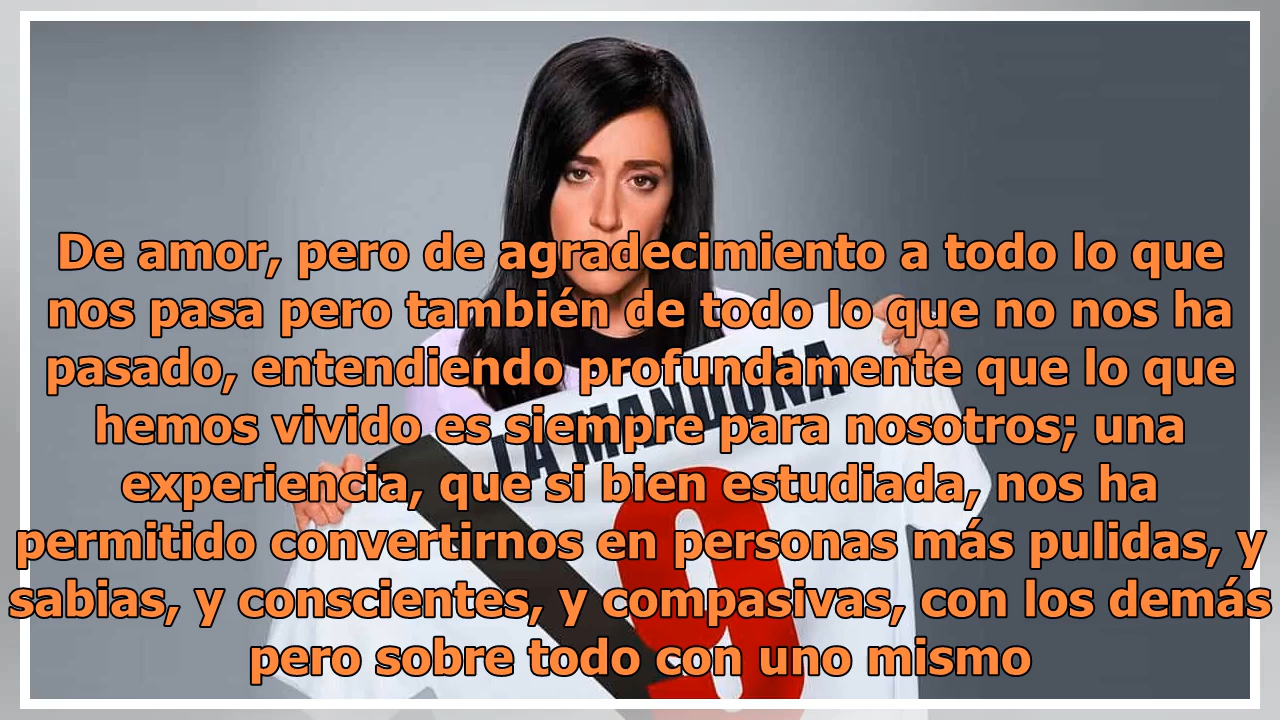 De amor, pero de agradecimiento a todo lo que
nos pasa pero también de todo lo que no nos ha
pasado, entendiendo profundamente que lo que
hemos vivido es siempre para nosotros; una
experiencia, que si bien estudiada, nos ha
permitido convertirnos en personas más pulidas, y
sabias, y conscientes, y compasivas, con los demás
pero sobre todo con uno mismo
LA MANDONA
9